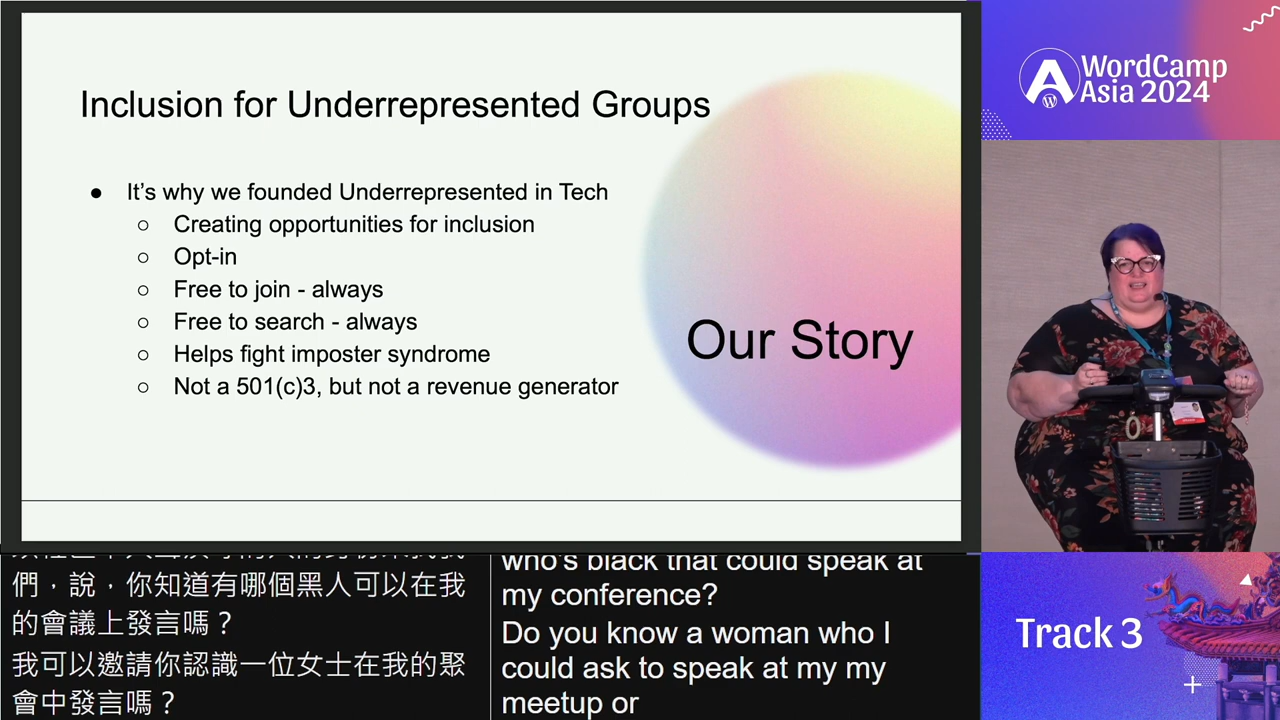 Inclusion for Underrepresented Groups
● It’s why we founded Underrepresented in Tech
○ Creating opportunities for inclusion
○ Opt-in
○ Free to join - always
○ Free to search - always
○ Helps fight imposter syndrome
○ Not a 501(c)3, but not a revenue generator
Our Story
WordCamp
Asia 2024
們，說，你知道有哪個黑人可以在我
的會議上發言嗎？
我可以邀請你認識一位女士在我的聚
會中發言嗎？
who's black that could speak at
my conference?
Do you know a woman who I
could ask to speak at my my
meetup or
Track 3